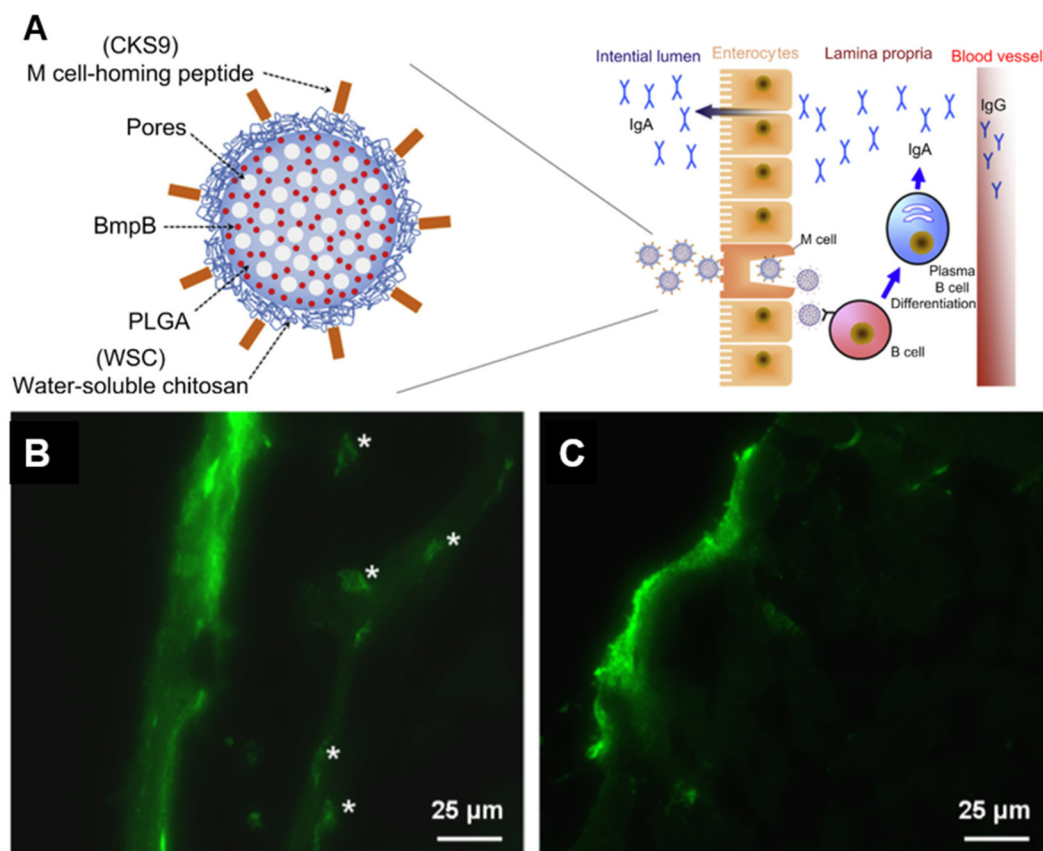 A
(CKS9)
M cell-homing peptide
Pores
BmpB
PLGA
(WSC)
Water-soluble chitosan
Intential lumen
Enterocytes
Lamina propria
Blood vessel
IgA
IgG
IgA
M cell
Plasma
B cell
Differentiation
B cell
B
*
*
*
*
*
25 µm
C
25 µm